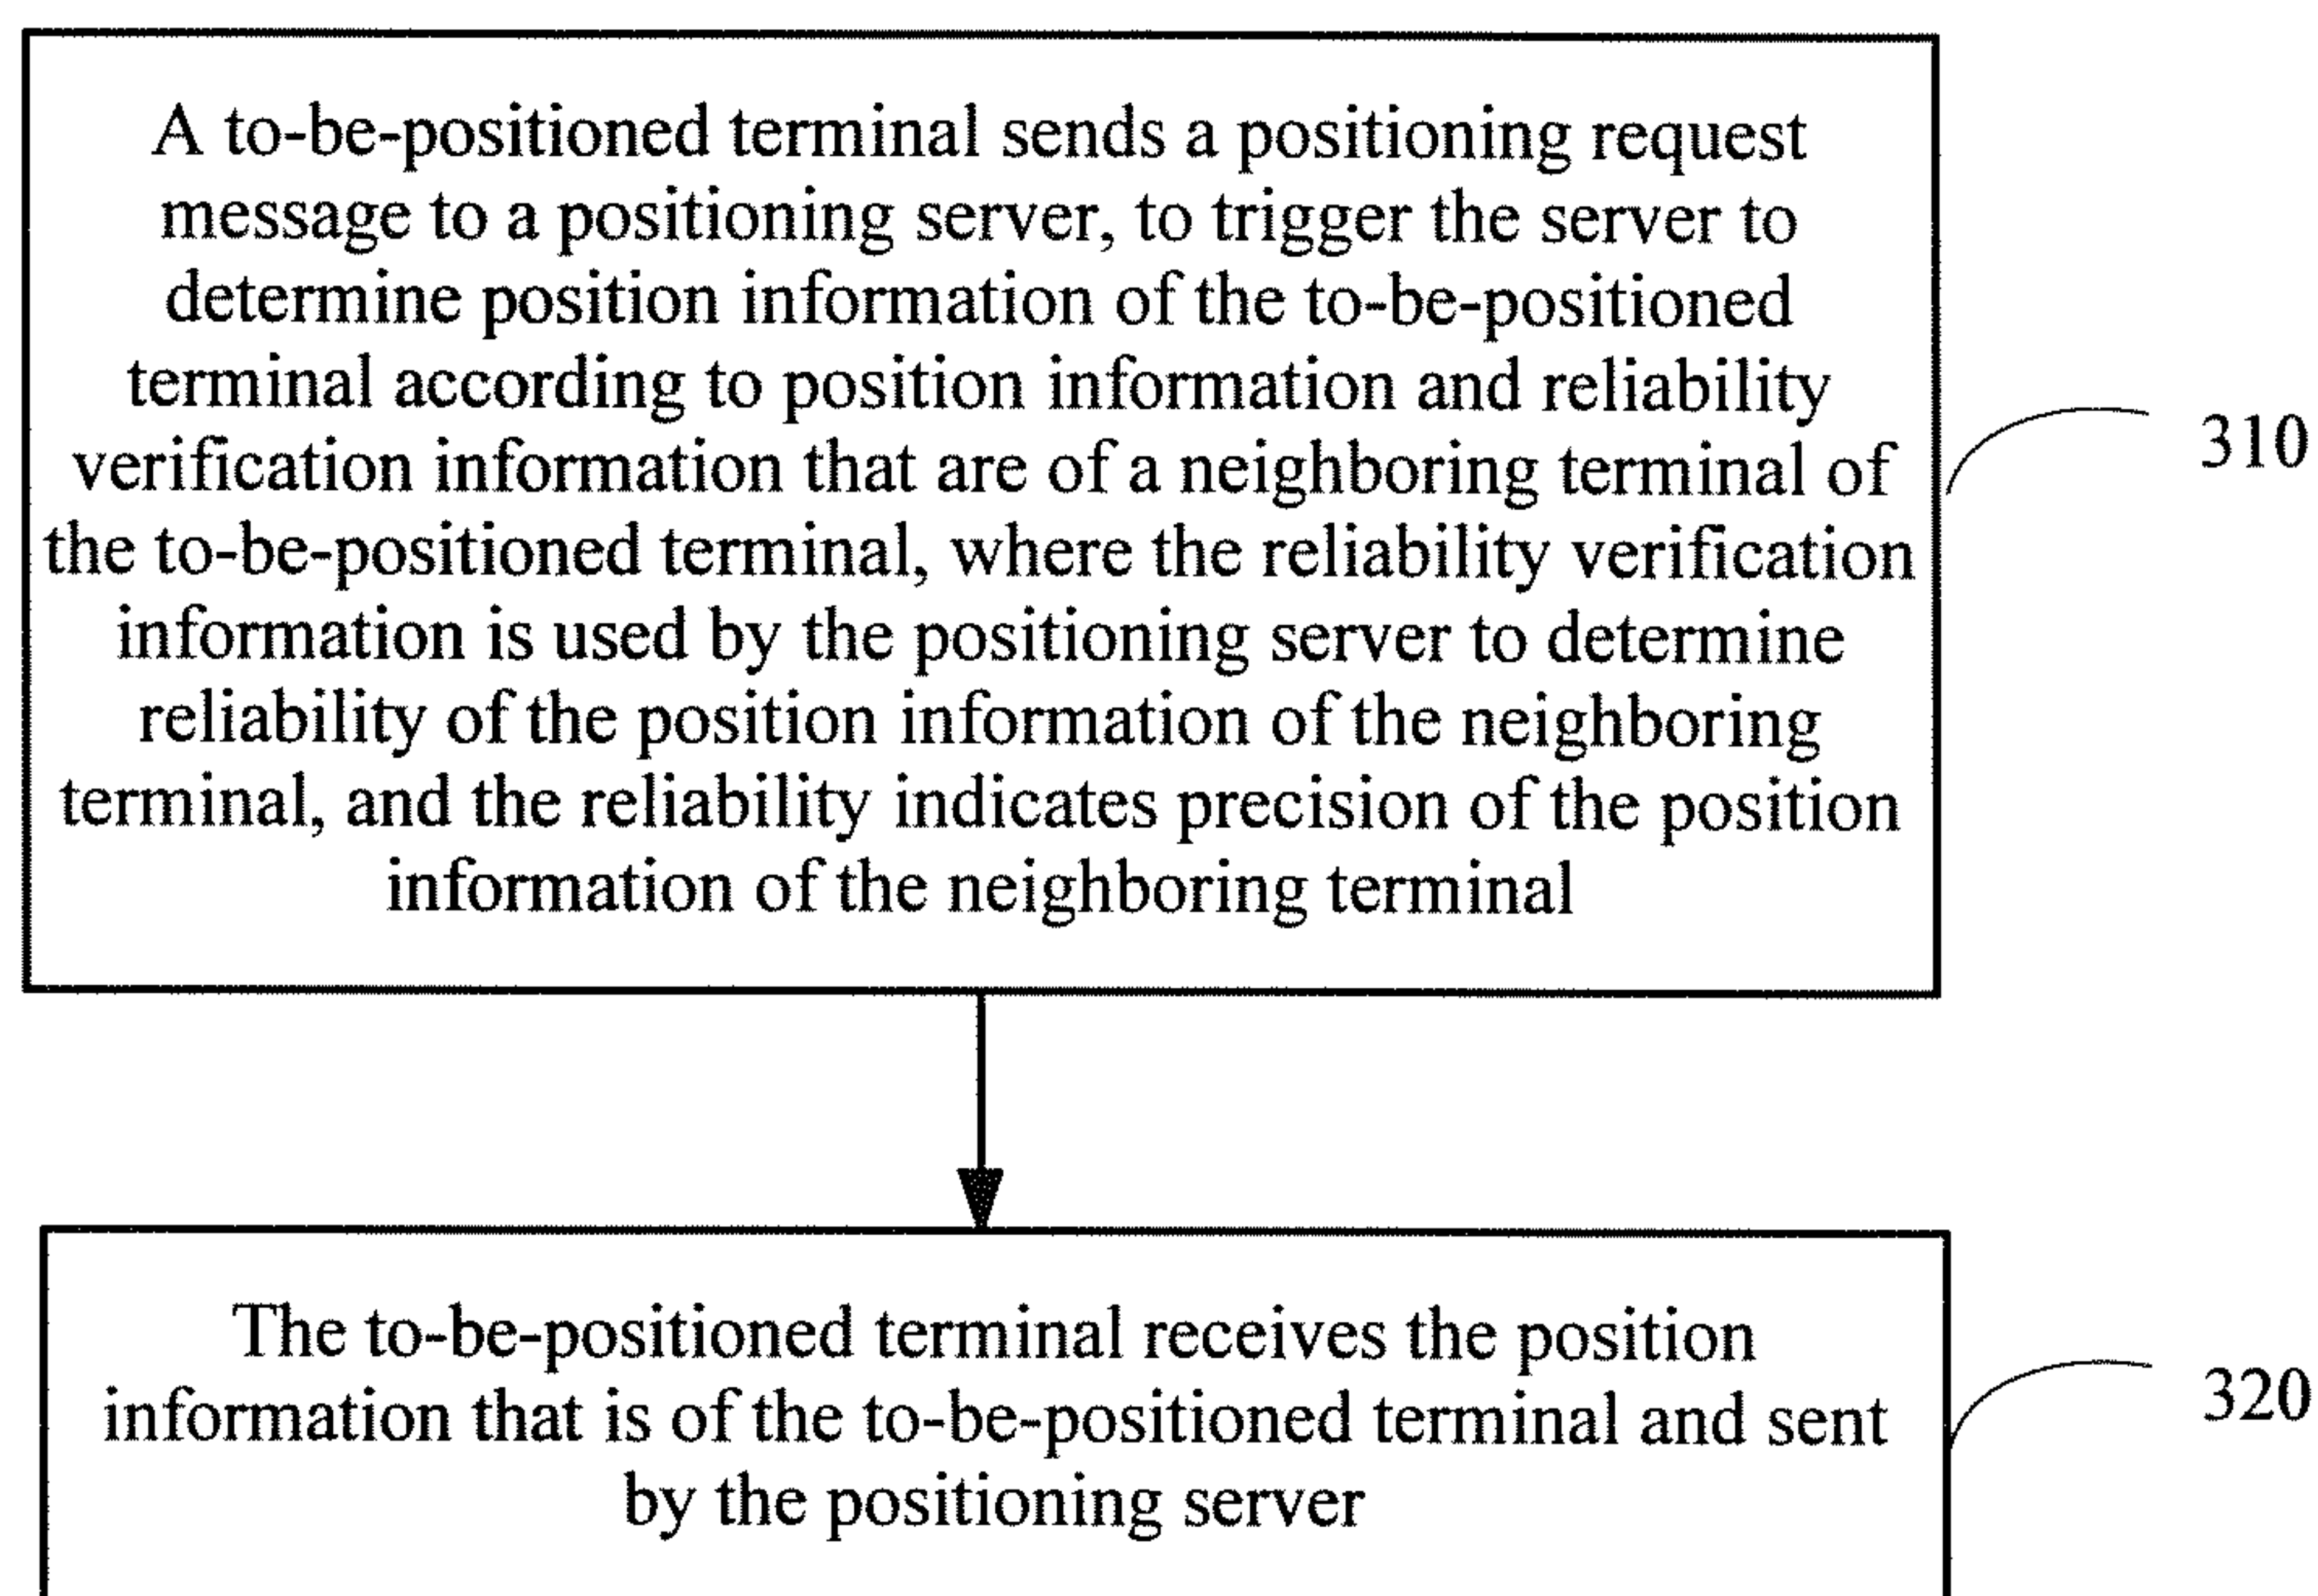 A to-be-positioned terminal sends a positioning request
message to a positioning server, to trigger the server to
determine position information of the to-be-positioned
terminal according to position information and reliability
verification information that are of a neighboring terminal of
the to-be-positioned terminal, where the reliability verification
information is used by the positioning server to determine
reliability of the position information of the neighboring
terminal, and the reliability indicates precision of the position
information of the neighboring terminal
310
The to-be-positioned terminal receives the position
information that is of the to-be-positioned terminal and sent
by the positioning server
320